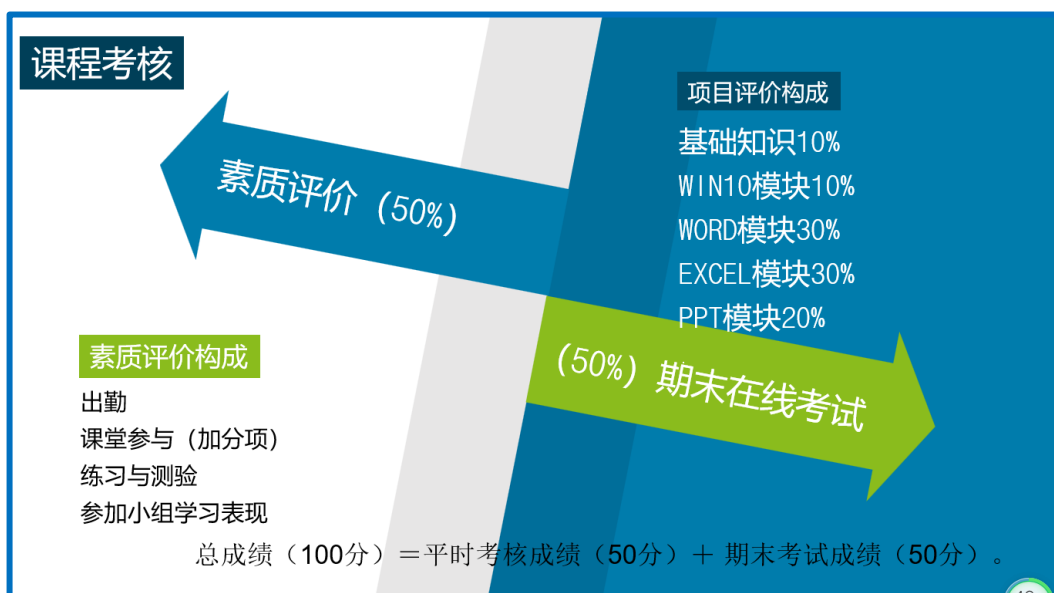 课程考核
素质评价（50%）
素质评价构成
出勤
课堂参与（加分项）
练习与测验
参加小组学习表现
项目评价构成
基础知识10%
WIN10模块10%
WORD模块30%
EXCEL模块30%
PPT模块20%
（50%）期末在线考试
总成绩（100分）＝平时考核成绩（50分）＋ 期末考试成绩（50分）。